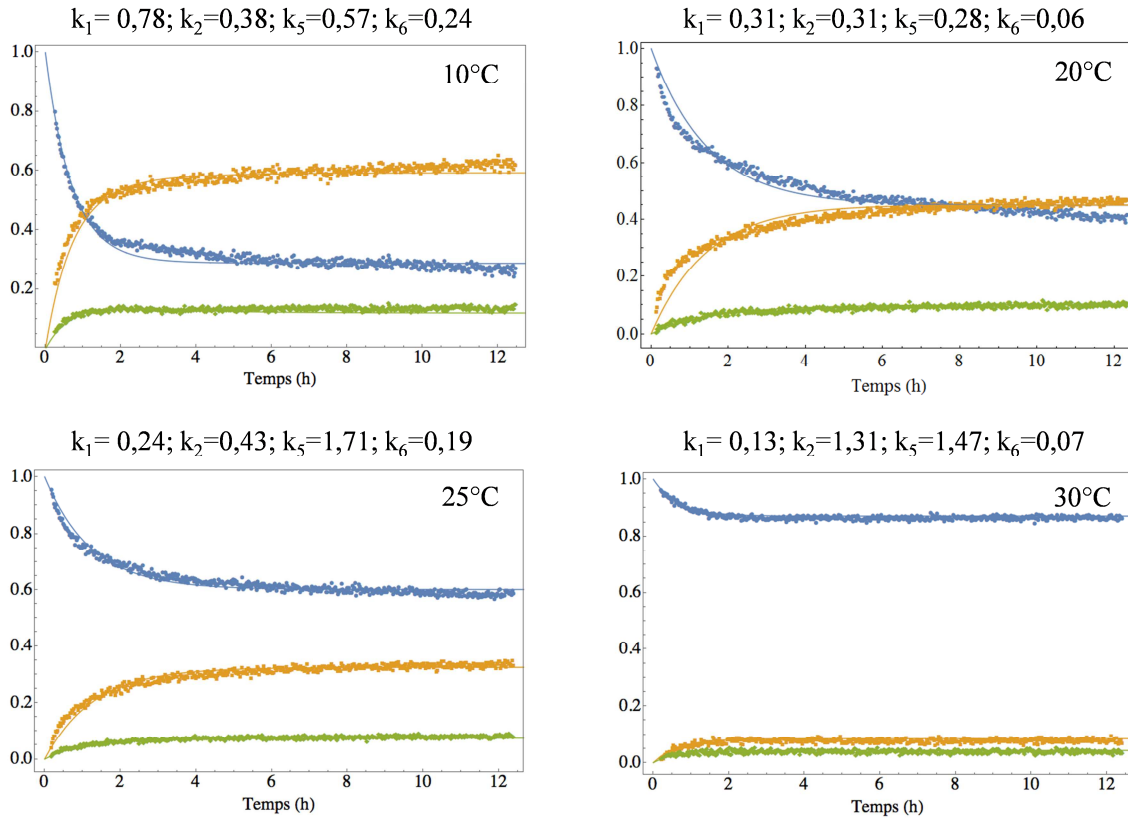 k₁= 0,78; k₂=0,38; k₅=0,57; k₆=0,24
10°C
1.0
0.8
0.6
0.4
0.2
0 2 4 6 8 10 12
Temps (h)
k₁= 0,31; k₂=0,31; k₅=0,28; k₆=0,06
20°C
1.0
0.8
0.6
0.4
0.2
0.0
0 2 4 6 8 10 12
Temps (h)
k₁= 0,24; k₂=0,43; k₅=1,71; k₆=0,19
25°C
1.0
0.8
0.6
0.4
0.2
0.0
0 2 4 6 8 10 12
Temps (h)
k₁= 0,13; k₂=1,31; k₅=1,47; k₆=0,07
30°C
1.0
0.8
0.6
0.4
0.2
0.0
0 2 4 6 8 10 12
Temps (h)